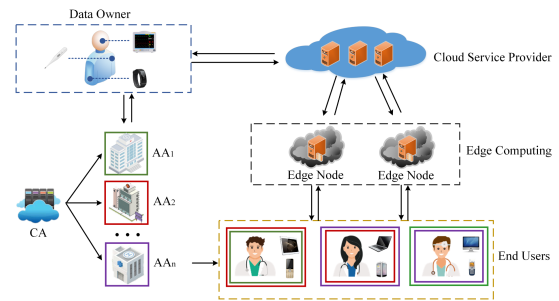 Data Owner
Cloud Service Provider
AA1
Edge Computing
Edge Node
Edge Node
AA2
CA
AAn
End Users